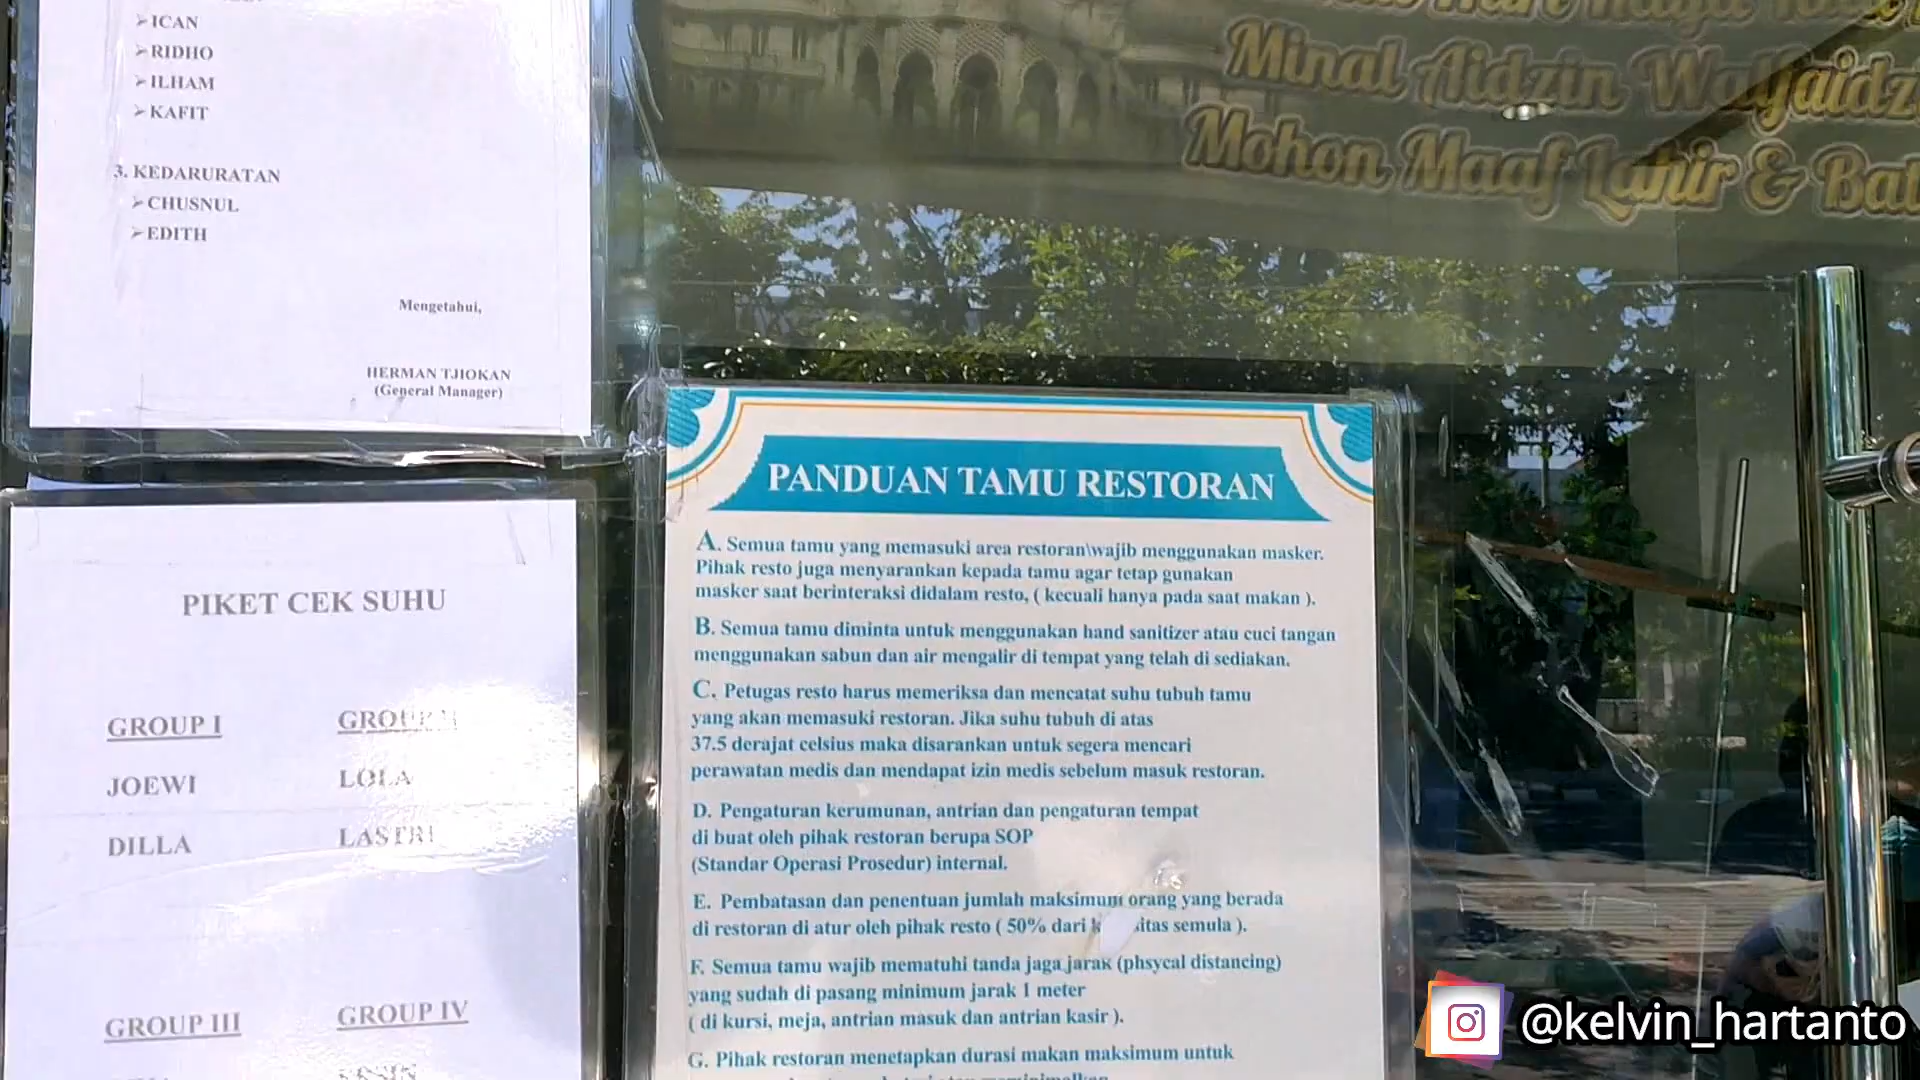 ICAN
RIDHO
ILHAM
KAFIT
3. KEDARURATAN
CHUSNUL
EDITH
Mengetahui,
HERMAN TJIOKAN
(General Manager)
PIKET CEK SUHU
GROUP I
JOEWI
DILLA
GROUP II
LOLA
LASTRI
GROUP III
GROUP IV
Minal Aidzin Walfaidz
Mohon Maaf Lahir & Bat
PANDUAN TAMU RESTORAN
A. Semua tamu yang memasuki area restoran\wajib menggunakan masker.
Pihak resto juga menyarankan kepada tamu agar tetap gunakan
masker saat berinteraksi didalam resto, ( kecuali hanya pada saat makan ).
B. Semua tamu diminta untuk menggunakan hand sanitizer atau cuci tangan
menggunakan sabun dan air mengalir di tempat yang telah di sediakan.
C. Petugas resto harus memeriksa dan mencatat suhu tubuh tamu
yang akan memasuki restoran. Jika suhu tubuh di atas
37.5 derajat celsius maka disarankan untuk segera mencari
perawatan medis dan mendapat izin medis sebelum masuk restoran.
D. Pengaturan kerumunan, antrian dan pengaturan tempat
di buat oleh pihak restoran berupa SOP
(Standar Operasi Prosedur) internal.
E. Pembatasan dan penentuan jumlah maksimum orang yang berada
di restoran di atur oleh pihak resto ( 50% dari semula ).
F. Semua tamu wajib mematuhi tanda jaga jarak (phsycal distancing)
yang sudah di pasang minimum jarak 1 meter
( di kursi, meja, antrian masuk dan antrian kasir ).
G. Pihak restoran menetapkan durasi makan maksimum untuk
@kelvin_hartanto